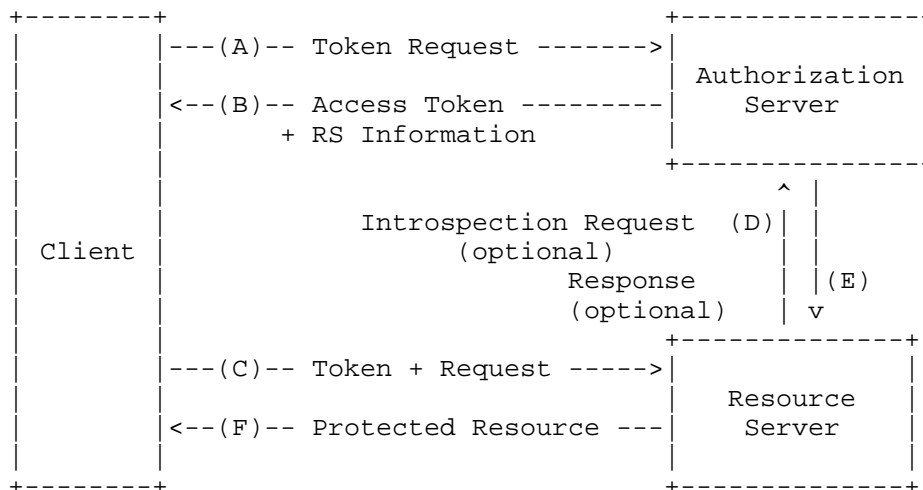 ---(A)-- Token Request ------->
Authorization
<--(B)-- Access Token --------- Server
+ RS Information
Introspection Request (D)
Client (optional)
Response (E)
(optional)
---(C)-- Token + Request ----->
Resource
<--(F)-- Protected Resource --- Server